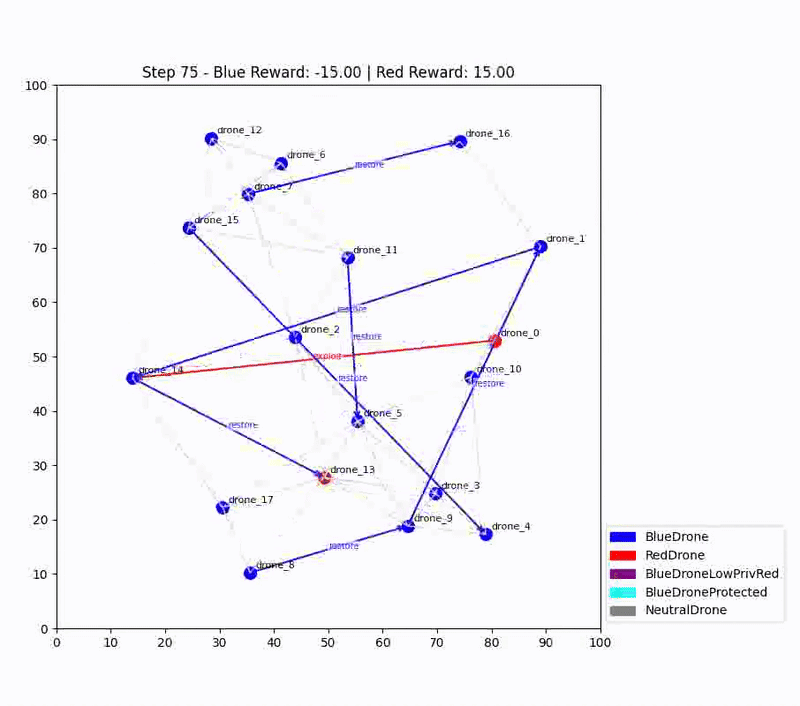 Step 75 - Blue Reward: -15.00 | Red Reward: 15.00
100
90
80
70
60
50
40
30
20
10
0
0 10 20 30 40 50 60 70 80 90 100
drone_12
drone_16
drone_6
restore
drone_7
drone_15
drone_1
drone_11
restore
drone_2
restore
drone_0
exploit
drone_14
drone_10
restore
restore
drone_5
restore
drone_13
drone_3
drone_17
drone_9
drone_4
restore
drone_8
BlueDrone
RedDrone
BlueDroneLowPrivRed
BlueDroneProtected
NeutralDrone